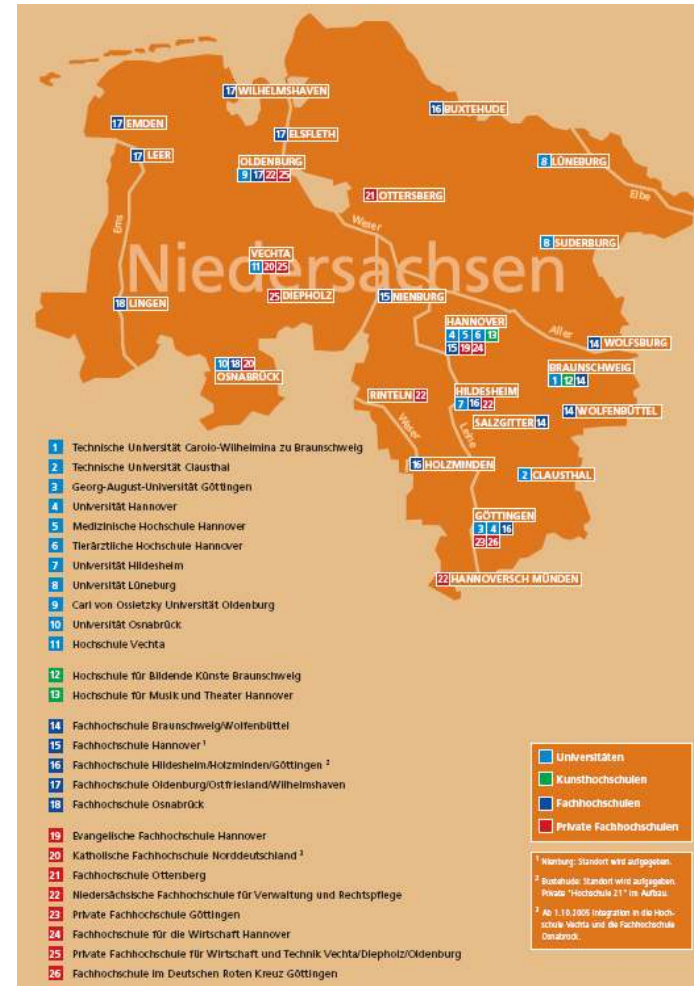 17 WILHELMSHAVEN
16 BUXTEHUDE
17 EMDEN
17 ELSFLETH
17 LEER
OLDENBURG
9 17 22 25
8 LÜNEBURG
21 OTTERSBERG
Elbe
Ems
Weser
VECHTA
11 20 25
8 SUDERBURG
Niedersachsen
18 LINGEN
25 DIEPHOLZ
15 NIENBURG
HANNOVER
4 5 6 13
15 19 24
Aller
14 WOLFSBURG
10 18 20
OSNABRÜCK
BRAUNSCHWEIG
1 12 14
RINTELN 22
HILDESHEIM
7 16 22
14 WOLFENBÜTTEL
SALZGITTER 14
Weser
Leine
16 HOLZMINDEN
2 CLAUSTHAL
GÖTTINGEN
3 4 16
23 26
22 HANNOVERSCH MÜNDEN
1 Technische Universität Carolo-Wilhelmina zu Braunschweig
2 Technische Universität Clausthal
3 Georg-August-Universität Göttingen
4 Universität Hannover
5 Medizinische Hochschule Hannover
6 Tierärztliche Hochschule Hannover
7 Universität Hildesheim
8 Universität Lüneburg
9 Carl von Ossietzky Universität Oldenburg
10 Universität Osnabrück
11 Hochschule Vechta
12 Hochschule für Bildende Künste Braunschweig
13 Hochschule für Musik und Theater Hannover
14 Fachhochschule Braunschweig/Wolfenbüttel
15 Fachhochschule Hannover 1
16 Fachhochschule Hildesheim/Holzminden/Göttingen 2
17 Fachhochschule Oldenburg/Ostfriesland/Wilhelmshaven
18 Fachhochschule Osnabrück
19 Evangelische Fachhochschule Hannover
20 Katholische Fachhochschule Norddeutschland 3
21 Fachhochschule Ottersberg
22 Niedersächsische Fachhochschule für Verwaltung und Rechtspflege
23 Private Fachhochschule Göttingen
24 Fachhochschule für die Wirtschaft Hannover
25 Private Fachhochschule für Wirtschaft und Technik Vechta/Diepholz/Oldenburg
26 Fachhochschule im Deutschen Roten Kreuz Göttingen
Universitäten
Kunsthochschulen
Fachhochschulen
Private Fachhochschulen
1 Nienburg: Standort wird aufgegeben.
2 Buxtehude: Standort wird aufgegeben.
Private "Hochschule 21" im Aufbau.
3 Ab 1.10.2005 Integration in die Hoch-
schule Vechta und die Fachhochschule
Osnabrück.